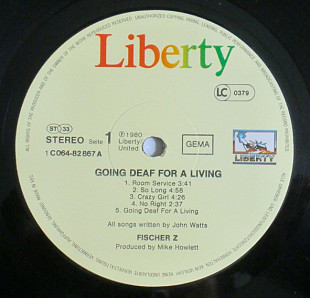 Liberty
LC 0379
ST 33
STEREO Seite 1
1C064-82 867 A
℗1980
Liberty
United
GEMA
LIBERTY
GOING DEAF FOR A LIVING
1. Room Service 3:41
2. So Long 4:58
3. Crazy Girl 4:26
4. No Right 2:37
5. Going Deaf For A Living
All songs written by John Watts
FISCHER Z
Produced by Mike Howlett